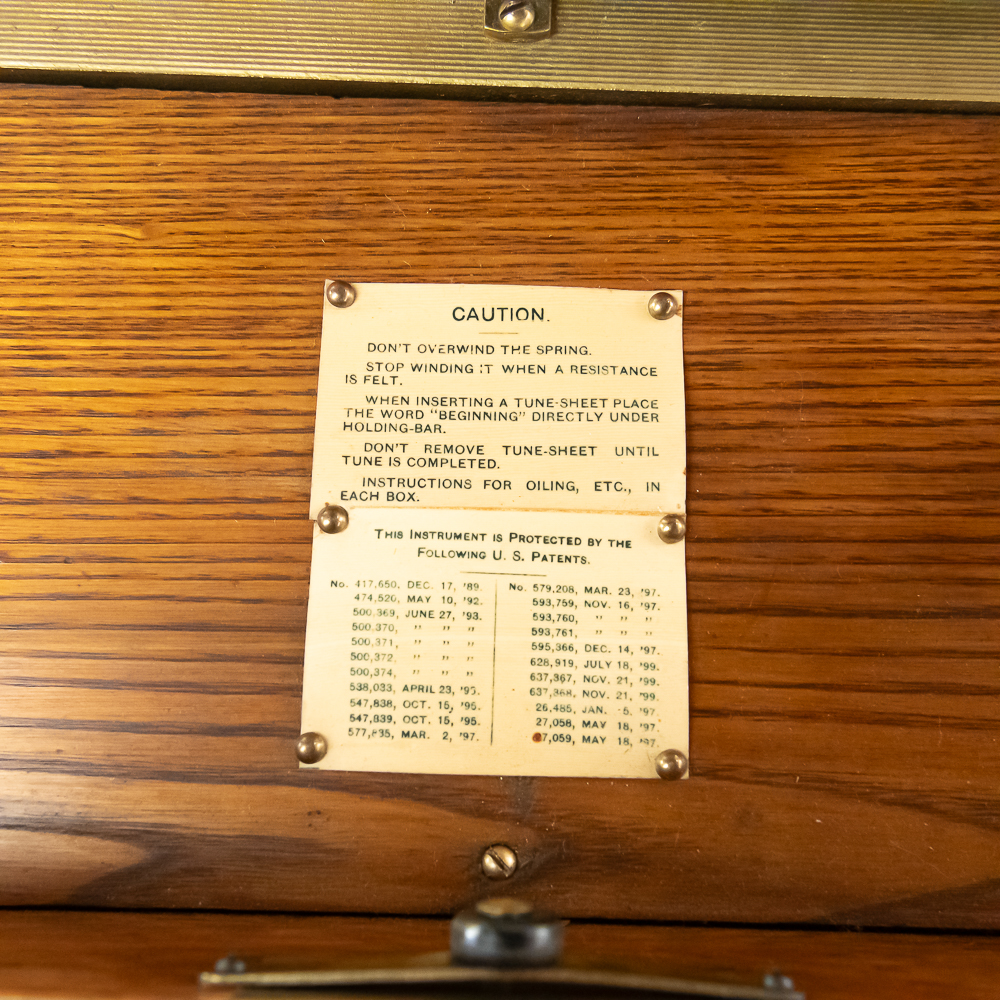 CAUTION.
DON'T OVERWIND THE SPRING.
STOP WINDING IT WHEN A RESISTANCE
IS FELT.
WHEN INSERTING A TUNE-SHEET PLACE
THE WORD "BEGINNING" DIRECTLY UNDER
HOLDING-BAR.
DON'T REMOVE TUNE-SHEET UNTIL
TUNE IS COMPLETED.
INSTRUCTIONS FOR OILING, ETC., IN
EACH BOX.
THIS INSTRUMENT IS PROTECTED BY THE
FOLLOWING U. S. PATENTS.
No. 417,650, DEC. 17, '89.
474,520, MAY 10, '92.
500,369, JUNE 27, '93.
500,370, " " "
500,371, " " "
500,372, " " "
500,374, " " "
538,033, APRIL 23, '95.
547,838, OCT. 15, '95.
547,839, OCT. 15, '95.
MAR. 2, '97.
No. 579,208, MAR. 23, '97.
593,759, NOV. 16, '97.
593,760, " " "
593,761, " " "
595,366, DEC. 14, '97.
628,919, JULY 18, '99.
637,367, NOV. 21, '99.
637,368, NOV. 21, '99.
26,485, JAN. 5, '97.
27,058, MAY 18, '97.
27,059, MAY 18, '97.